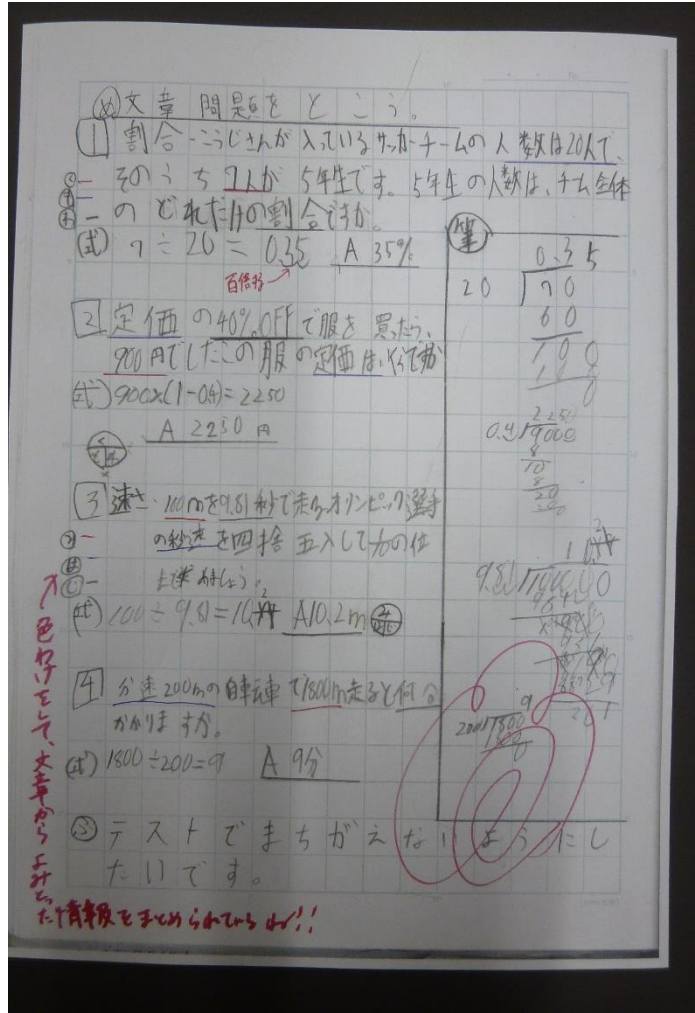 め 文章問題をとこう。
1 割合…こうじさんが入っているサッカーチームの人数は20人で、
そのうち7人が5年生です。5年生の人数は、チーム全体
のどれだけの割合ですか。
(式) 7÷20=0.35 A 35%
百倍する
2 定価の40%OFFで服を買ったら、
900円でしたこの服の定価は、いくらですか
(式) 900×(1-0.4)=2250
A 2250円
3 速さ…100mを9.81秒で走るオリンピック選手
の秒速を四捨五入して
まで求めましょう。
(式) 100÷9.81=10.2 A10.2m
4 分速200mの自転車で1800m走ると何分
かかりますか。
(式) 1800÷200=9 A 9分
ふ テストでまちがえないようにし
たいです。
筆
0.35
20 70
60
100
100
0
2250
9000
9
200 1800
1800
0
色わけをして、文章からよみとっ
た情報をまとめられているね!!